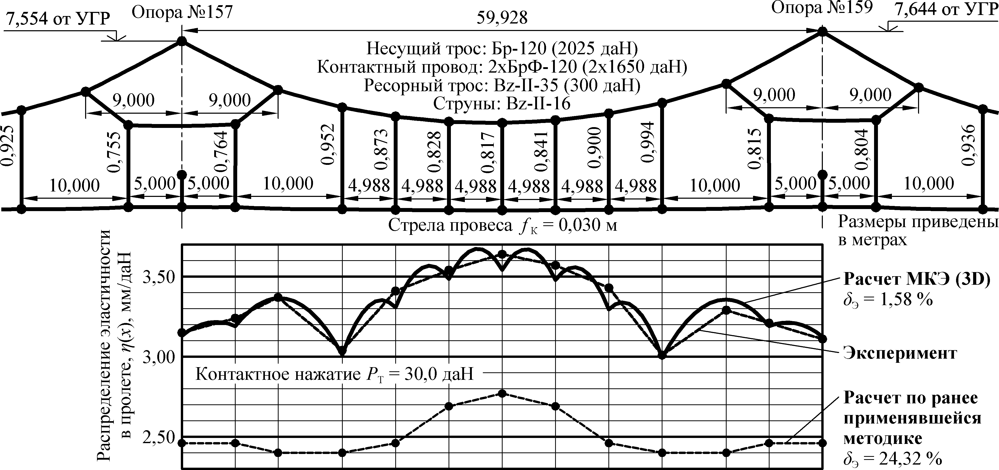 Опора №157
Опора №159
7,554 от УГР
59,928
7,644 от УГР
Несущий трос: Бр-120 (2025 даН)
Контактный провод: 2хБрФ-120 (2х1650 даН)
Ресорный трос: Bz-II-35 (300 даН)
Струны: Bz-II-16
9,000
9,000
9,000
9,000
0,925
0,755
0,764
0,952
0,873
0,828
0,817
0,841
0,900
0,994
0,815
0,804
0,936
10,000
5,000
5,000
10,000
4,988
4,988
4,988
4,988
4,988
4,988
10,000
5,000
5,000
10,000
Стрела провеса fК = 0,030 м
Размеры приведены
в метрах
Распределение эластичности
в пролете, η(x), мм/даН
3,50
3,00
2,50
Контактное нажатие PТ = 30,0 даН
Расчет МКЭ (3D)
δЭ = 1,58 %
Эксперимент
Расчет по ранее
применявшейся
методике
δЭ = 24,32 %